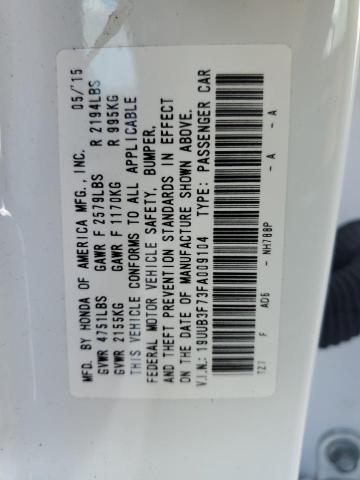 MFD. BY HONDA OF AMERICA MFG., INC. 05/'15
GVWR 4751LBS GAWR F 2579LBS R 2194LBS
GVWR 2155KG GAWR F 1170KG R 995KG
THIS VEHICLE CONFORMS TO ALL APPLICABLE
FEDERAL MOTOR VEHICLE SAFETY, BUMPER,
AND THEFT PREVENTION STANDARDS IN EFFECT
ON THE DATE OF MANUFACTURE SHOWN ABOVE.
V.I.N.: 19UUB3F73FA009104 TYPE: PASSENGER CAR
TZ7 F AD6 - NH788P - A - A